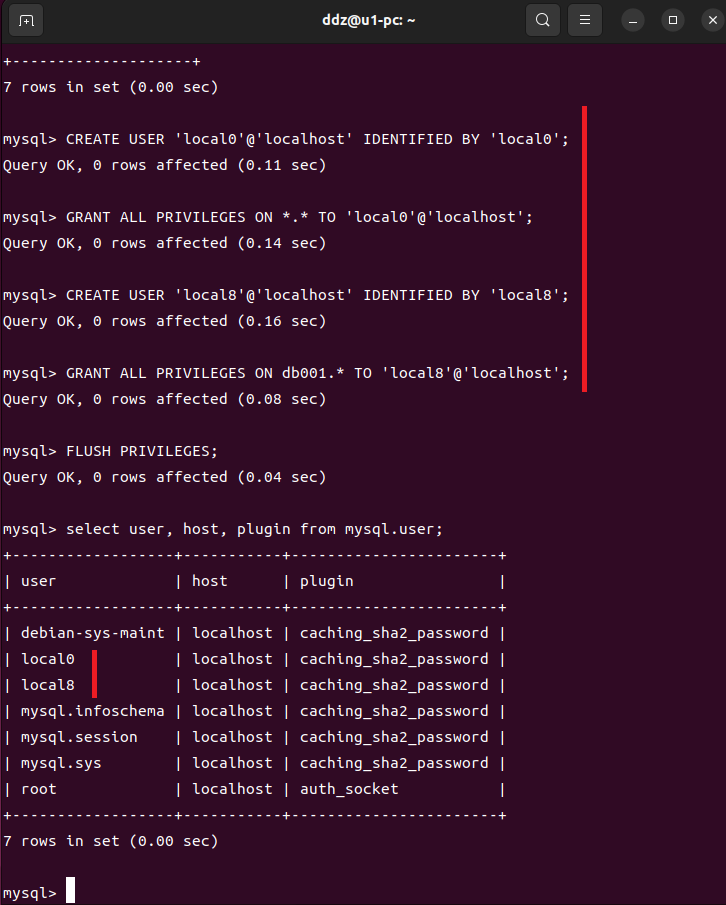 ddz@u1-pc: ~
+--------------------+
7 rows in set (0.00 sec)
mysql> CREATE USER 'local0'@'localhost' IDENTIFIED BY 'local0';
Query OK, 0 rows affected (0.11 sec)
mysql> GRANT ALL PRIVILEGES ON *.* TO 'local0'@'localhost';
Query OK, 0 rows affected (0.14 sec)
mysql> CREATE USER 'local8'@'localhost' IDENTIFIED BY 'local8';
Query OK, 0 rows affected (0.16 sec)
mysql> GRANT ALL PRIVILEGES ON db001.* TO 'local8'@'localhost';
Query OK, 0 rows affected (0.08 sec)
mysql> FLUSH PRIVILEGES;
Query OK, 0 rows affected (0.04 sec)
mysql> select user, host, plugin from mysql.user;
+------------------+-----------+-----------------------+
| user             | host      | plugin                |
+------------------+-----------+-----------------------+
| debian-sys-maint | localhost | caching_sha2_password |
| local0           | localhost | caching_sha2_password |
| local8           | localhost | caching_sha2_password |
| mysql.infoschema | localhost | caching_sha2_password |
| mysql.session    | localhost | caching_sha2_password |
| mysql.sys        | localhost | caching_sha2_password |
| root             | localhost | auth_socket           |
+------------------+-----------+-----------------------+
7 rows in set (0.00 sec)
mysql>